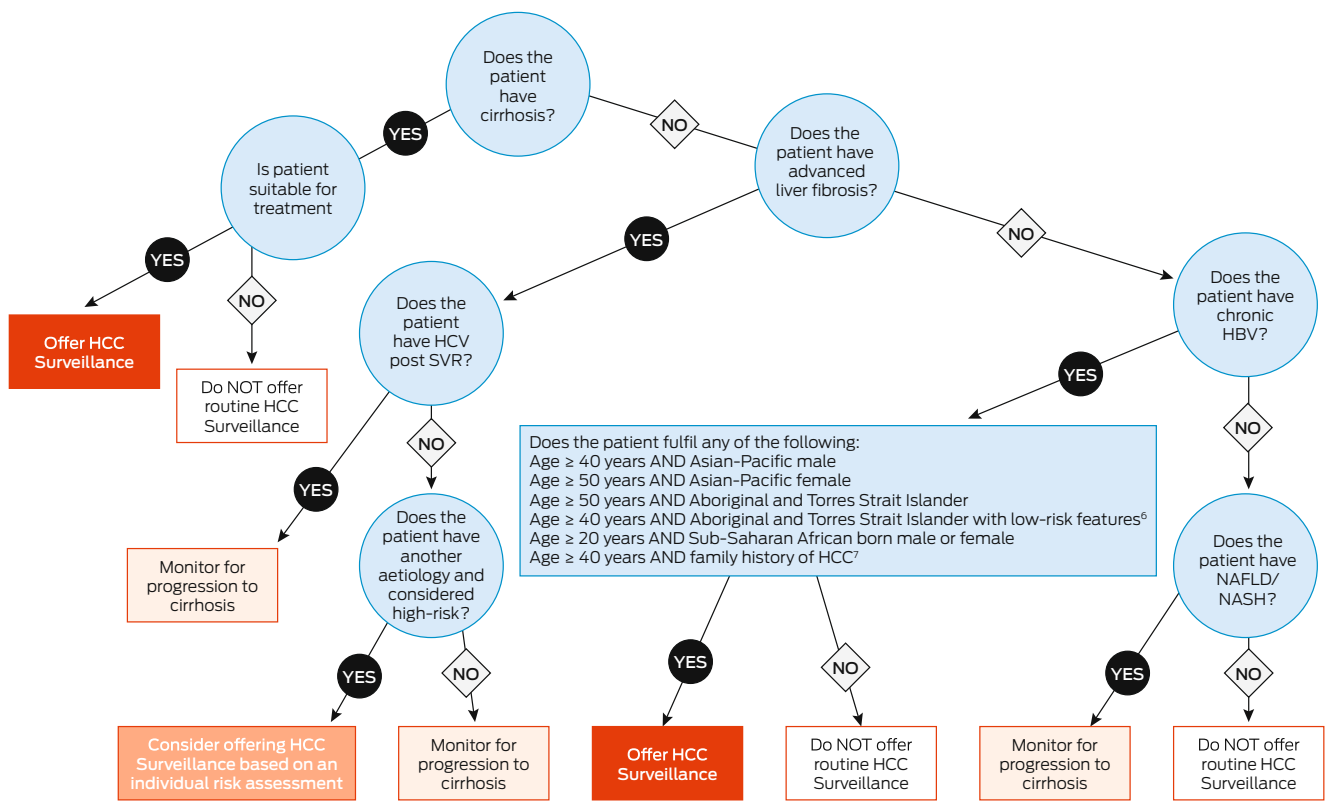 Does the
patient
have
cirrhosis?
YES
NO
Is patient
suitable for
treatment
YES
NO
Offer HCC
Surveillance
Do NOT offer
routine HCC
Surveillance
Does the
patient have
advanced
liver fibrosis?
YES
NO
Does the
patient
have HCV
post SVR?
YES
NO
Monitor for
progression to
cirrhosis
Does the
patient have
another
aetiology and
considered
high-risk?
YES
NO
Consider offering HCC
Surveillance based on an
individual risk assessment
Monitor for
progression to
cirrhosis
Does the
patient have
chronic
HBV?
YES
NO
Does the patient fulfil any of the following:
Age ≥ 40 years AND Asian-Pacific male
Age ≥ 50 years AND Asian-Pacific female
Age ≥ 50 years AND Aboriginal and Torres Strait Islander
Age ≥ 40 years AND Aboriginal and Torres Strait Islander with low-risk features⁶
Age ≥ 20 years AND Sub-Saharan African born male or female
Age ≥ 40 years AND family history of HCC⁷
YES
NO
Offer HCC
Surveillance
Do NOT offer
routine HCC
Surveillance
Does the
patient have
NAFLD/
NASH?
YES
NO
Monitor for
progression to
cirrhosis
Do NOT offer
routine HCC
Surveillance